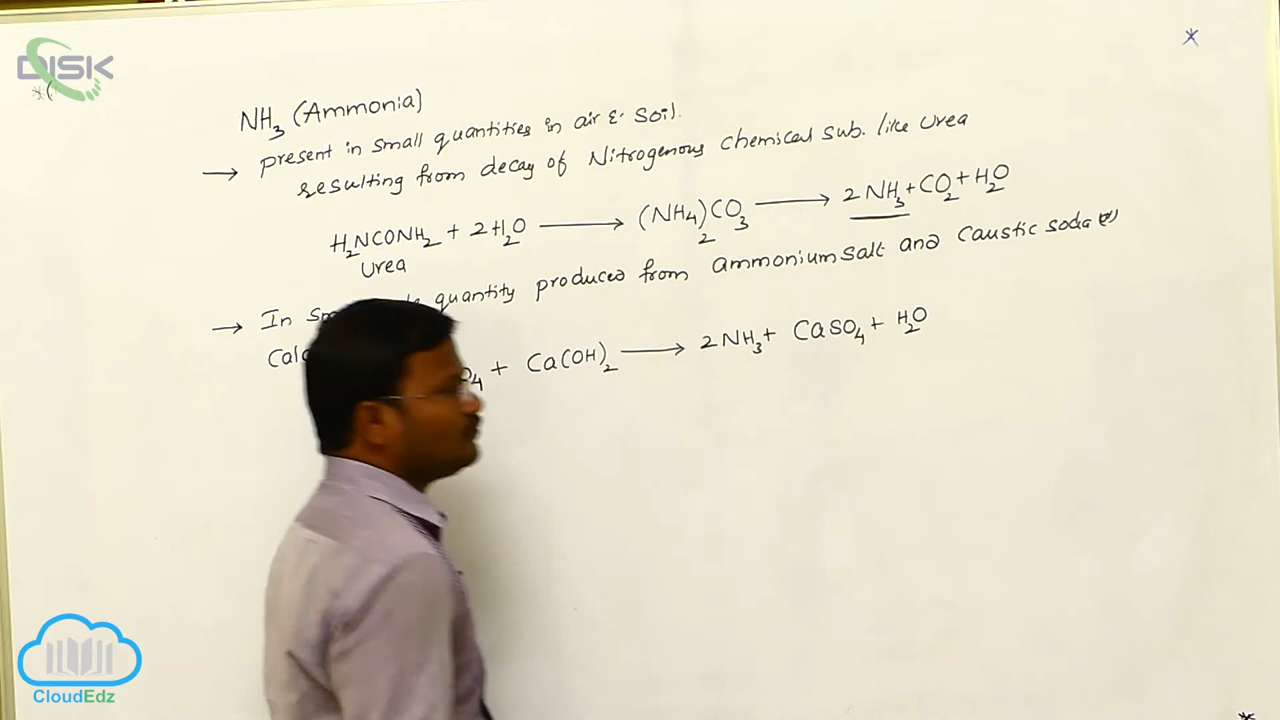 DISK
NH3 (Ammonia)
→ present in small quantities in air & soil.
resulting from decay of Nitrogenous chemical sub. like Urea
H2NCONH2 + 2H2O → (NH4)2CO3 → 2NH3 + CO2 + H2O
Urea
→ In quantity produced from ammonium salt and caustic soda
O4 + Ca(OH)2 → 2NH3 + CaSO4 + H2O
CloudEdz